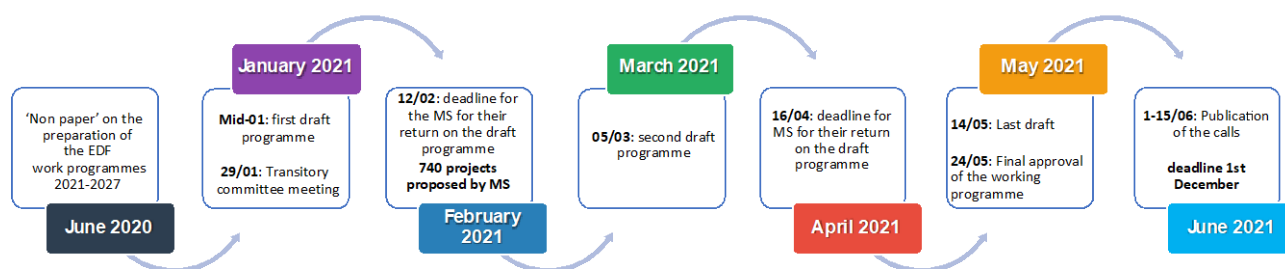 'Non paper' on the
preparation of
the EDF
work programmes
2021-2027
June 2020
January 2021
Mid-01: first draft
programme
29/01: Transitory
committee meeting
12/02: deadline for
the MS for their
return on the draft
programme
740 projects
proposed by MS
February
2021
March 2021
05/03: second draft
programme
16/04: deadline for
MS for their return
on the draft
programme
April 2021
May 2021
14/05: Last draft
24/05: Final approval
of the working
programme
1-15/06: Publication
of the calls
deadline 1st
December
June 2021